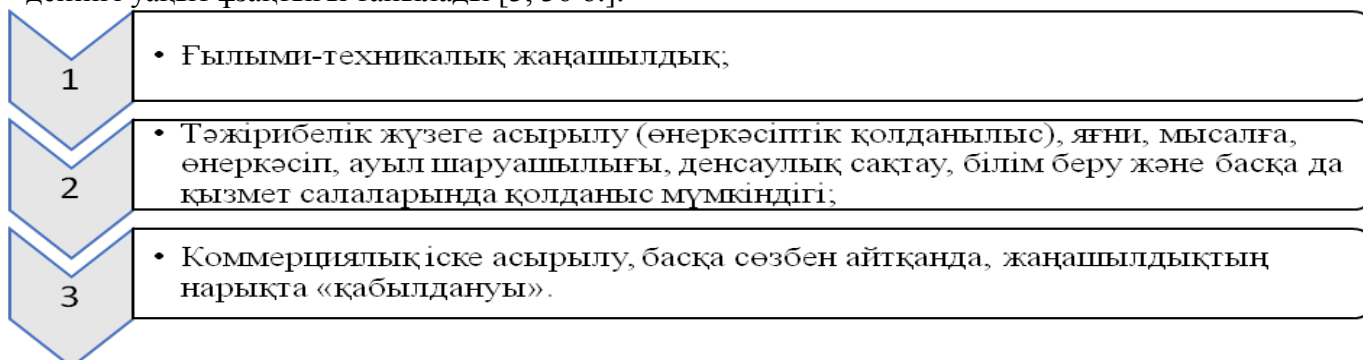 1
• Ғылыми-техникалық жаңашылдық;
2
• Тәжірибелік жүзеге асырылу (өнеркәсіптік қолданылыс), яғни, мысалға,
өнеркәсіп, ауыл шаруашылығы, денсаулық сақтау, білім беру және басқа да
қызмет салаларында қолданыс мүмкіндігі;
3
• Коммерциялық іске асырылу, басқа сөзбен айтқанда, жаңашылдықтың
нарықта «қабылдануы».